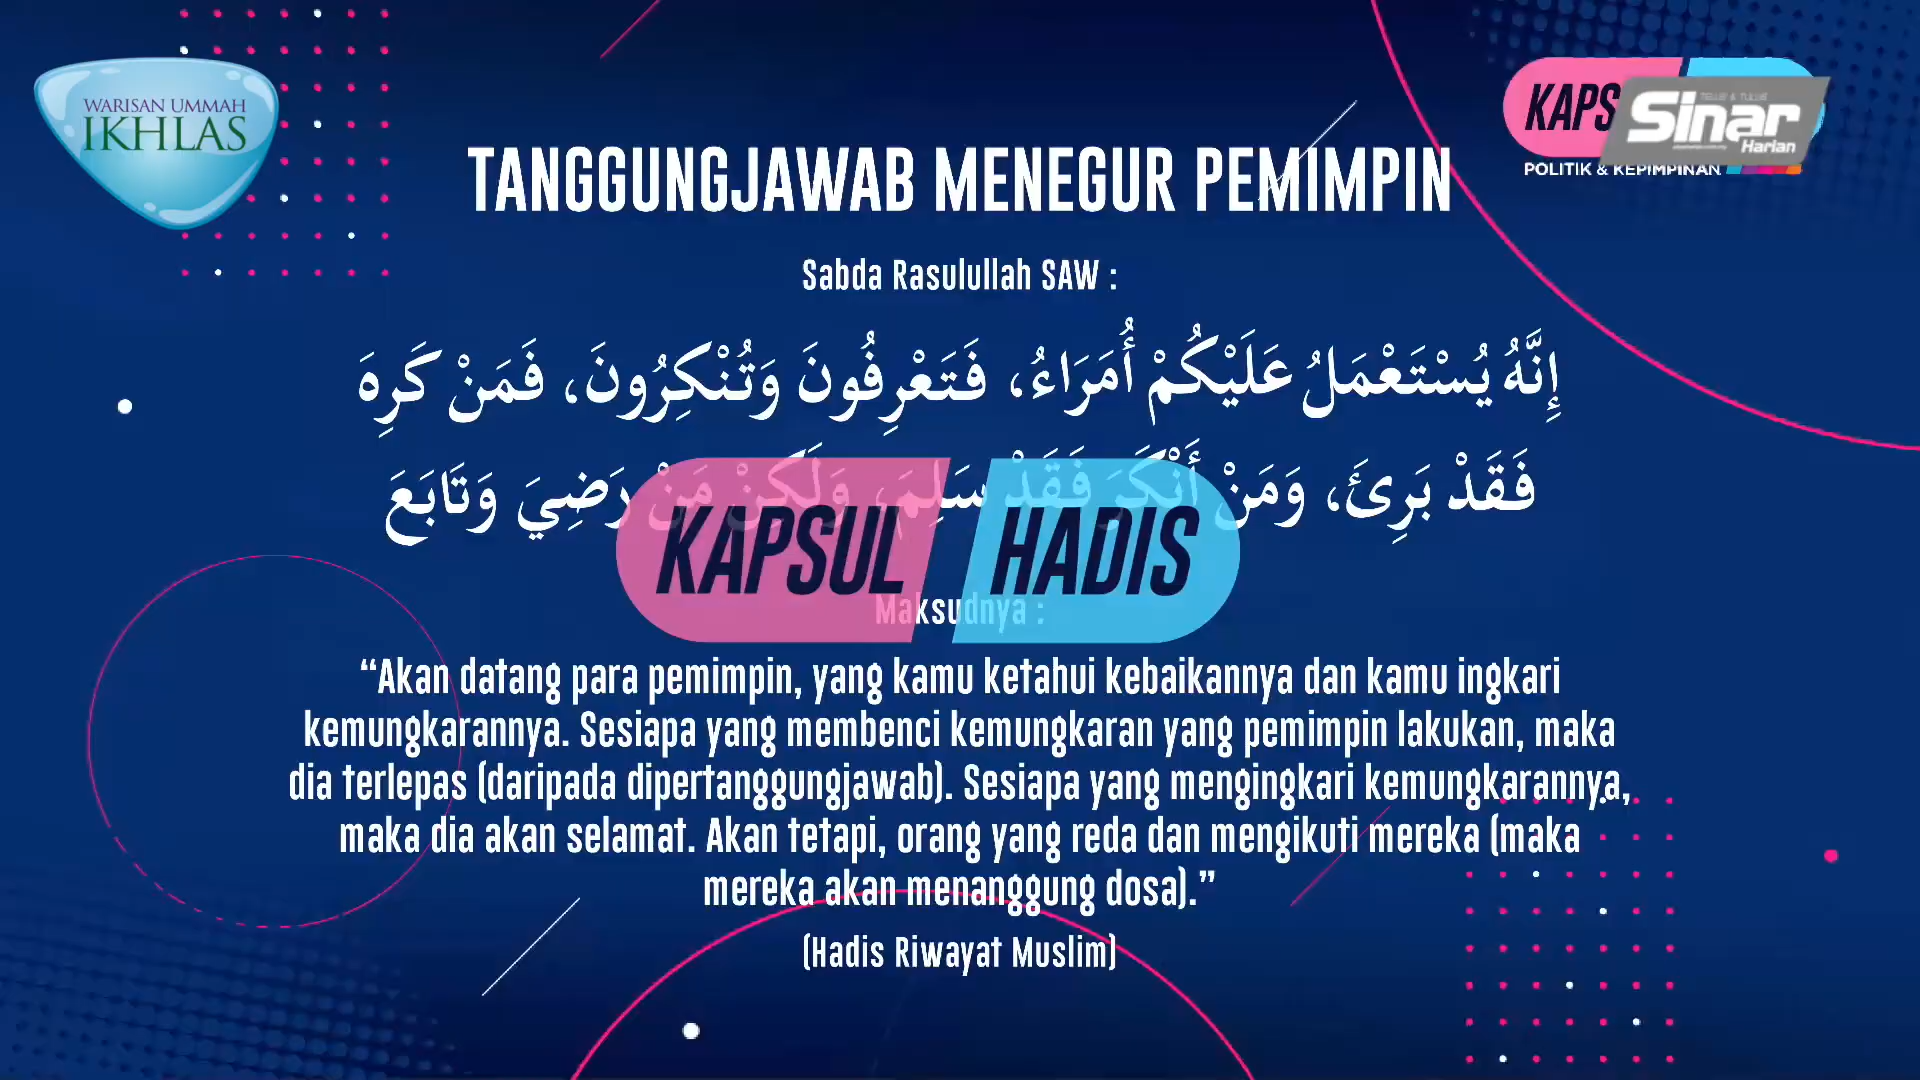 WARISAN UMMAH
IKHLAS
KAPS
Sinar
Harian
POLITIK & KEPIMPINAN
TANGGUNGJAWAB MENEGUR PEMIMPIN
Sabda Rasulullah SAW :
إِنَّهُ يُسْتَعْمَلُ عَلَيْكُمْ أُمَرَاءُ، فَتَعْرِفُونَ وَتُنْكِرُونَ، فَمَنْ كَرِهَ
فَقَدْ بَرِئَ، وَمَنْ أَنْكَرَ فَقَدْ سَلِمَ، وَلَكِنْ مَنْ رَضِيَ وَتَابَعَ
KAPSUL HADIS
Maksudnya :
“Akan datang para pemimpin, yang kamu ketahui kebaikannya dan kamu ingkari
kemungkarannya. Sesiapa yang membenci kemungkaran yang pemimpin lakukan, maka
dia terlepas (daripada dipertanggungjawab). Sesiapa yang mengingkari kemungkarannya,
maka dia akan selamat. Akan tetapi, orang yang reda dan mengikuti mereka (maka
mereka akan menanggung dosa).”
(Hadis Riwayat Muslim)